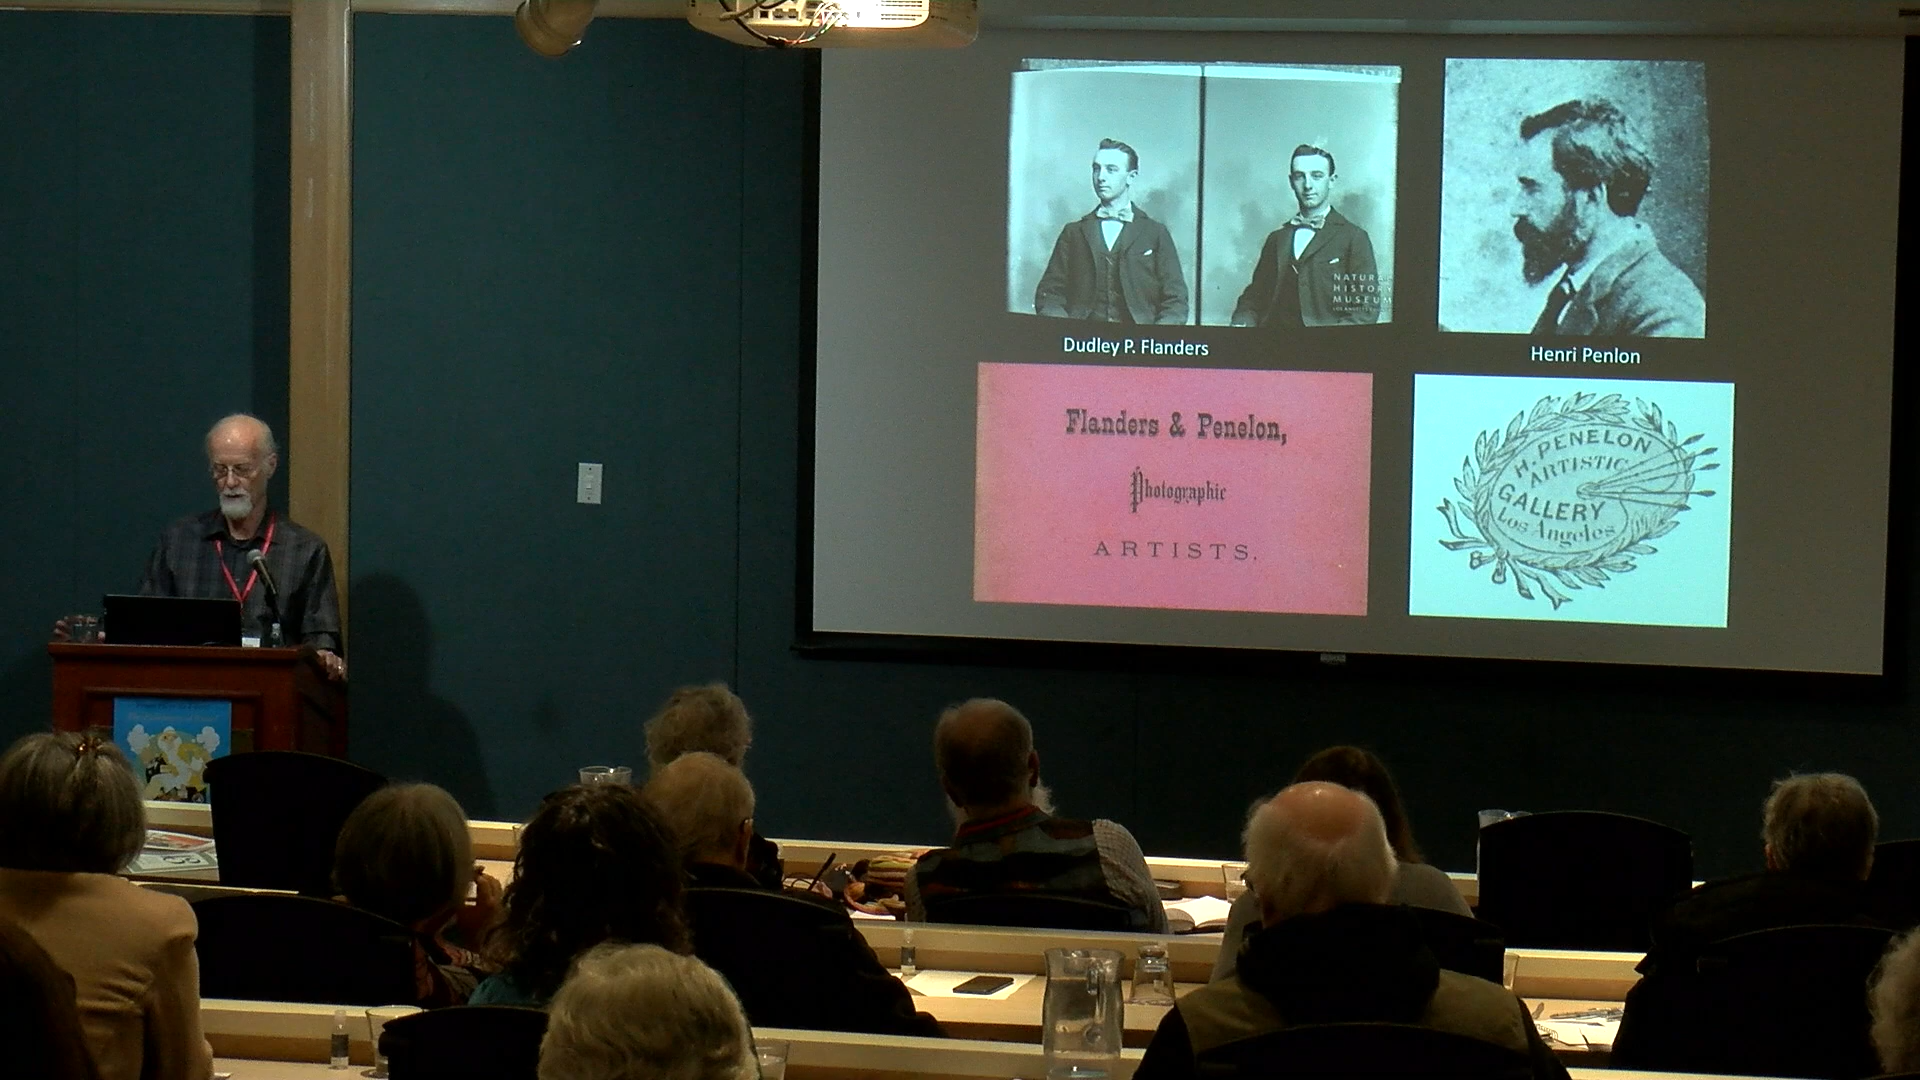 NATURAL
HISTORY
MUSEUM
Dudley P. Flanders
Henri Penlon
Flanders & Penelon,
Photographic
ARTISTS.
H. PENELON
ARTISTIC
GALLERY
Los Angeles